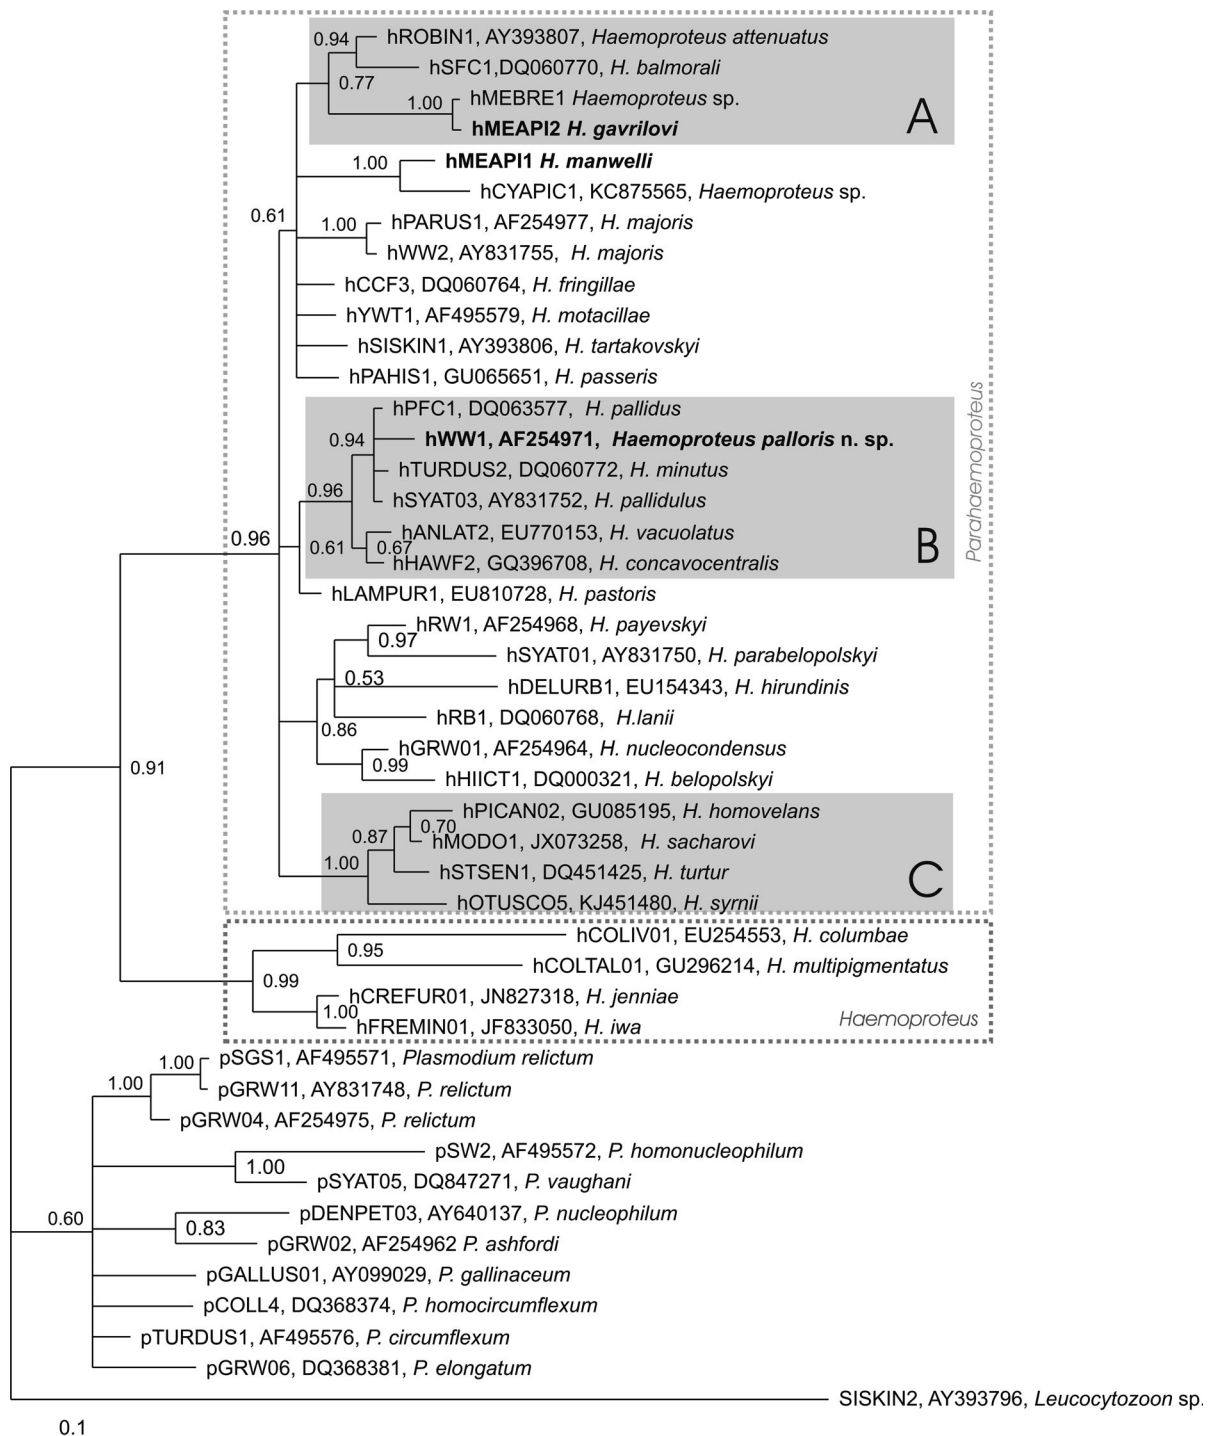 0.94
hROBIN1, AY393807, Haemoproteus attenuatus
hSFC1,DQ060770, H. balmorali
0.77
1.00
hMEBRE1 Haemoproteus sp.
A
hMEAPI2 H. gavrilovi
1.00
hMEAPI1 H. manwelli
hCYAPIC1, KC875565, Haemoproteus sp.
0.61
1.00
hPARUS1, AF254977, H. majoris
hWW2, AY831755, H. majoris
hCCF3, DQ060764, H. fringillae
hYWT1, AF495579, H. motacillae
hSISKIN1, AY393806, H. tartakovskyi
hPAHIS1, GU065651, H. passeris
Parahaemoproteus
hPFC1, DQ063577, H. pallidus
0.94
hWW1, AF254971, Haemoproteus palloris n. sp.
hTURDUS2, DQ060772, H. minutus
0.96
hSYAT03, AY831752, H. pallidulus
hANLAT2, EU770153, H. vacuolatus
0.96
0.61
0.67
B
hHAWF2, GQ396708, H. concavocentralis
hLAMPUR1, EU810728, H. pastoris
hRW1, AF254968, H. payevskyi
0.97
hSYAT01, AY831750, H. parabelopolskyi
0.53
hDELURB1, EU154343, H. hirundinis
hRB1, DQ060768, H.lanii
0.86
hGRW01, AF254964, H. nucleocondensus
0.99
0.91
hHIICT1, DQ000321, H. belopolskyi
hPICAN02, GU085195, H. homovelans
0.70
0.87
hMODO1, JX073258, H. sacharovi
1.00
hSTSEN1, DQ451425, H. turtur
C
hOTUSCO5, KJ451480, H. syrnii
hCOLIV01, EU254553, H. columbae
0.95
hCOLTAL01, GU296214, H. multipigmentatus
0.99
hCREFUR01, JN827318, H. jenniae
1.00
hFREMIN01, JF833050, H. iwa
Haemoproteus
1.00
pSGS1, AF495571, Plasmodium relictum
1.00
pGRW11, AY831748, P. relictum
pGRW04, AF254975, P. relictum
pSW2, AF495572, P. homonucleophilum
1.00
pSYAT05, DQ847271, P. vaughani
0.60
pDENPET03, AY640137, P. nucleophilum
0.83
pGRW02, AF254962 P. ashfordi
pGALLUS01, AY099029, P. gallinaceum
pCOLL4, DQ368374, P. homocircumflexum
pTURDUS1, AF495576, P. circumflexum
pGRW06, DQ368381, P. elongatum
SISKIN2, AY393796, Leucocytozoon sp.
0.1